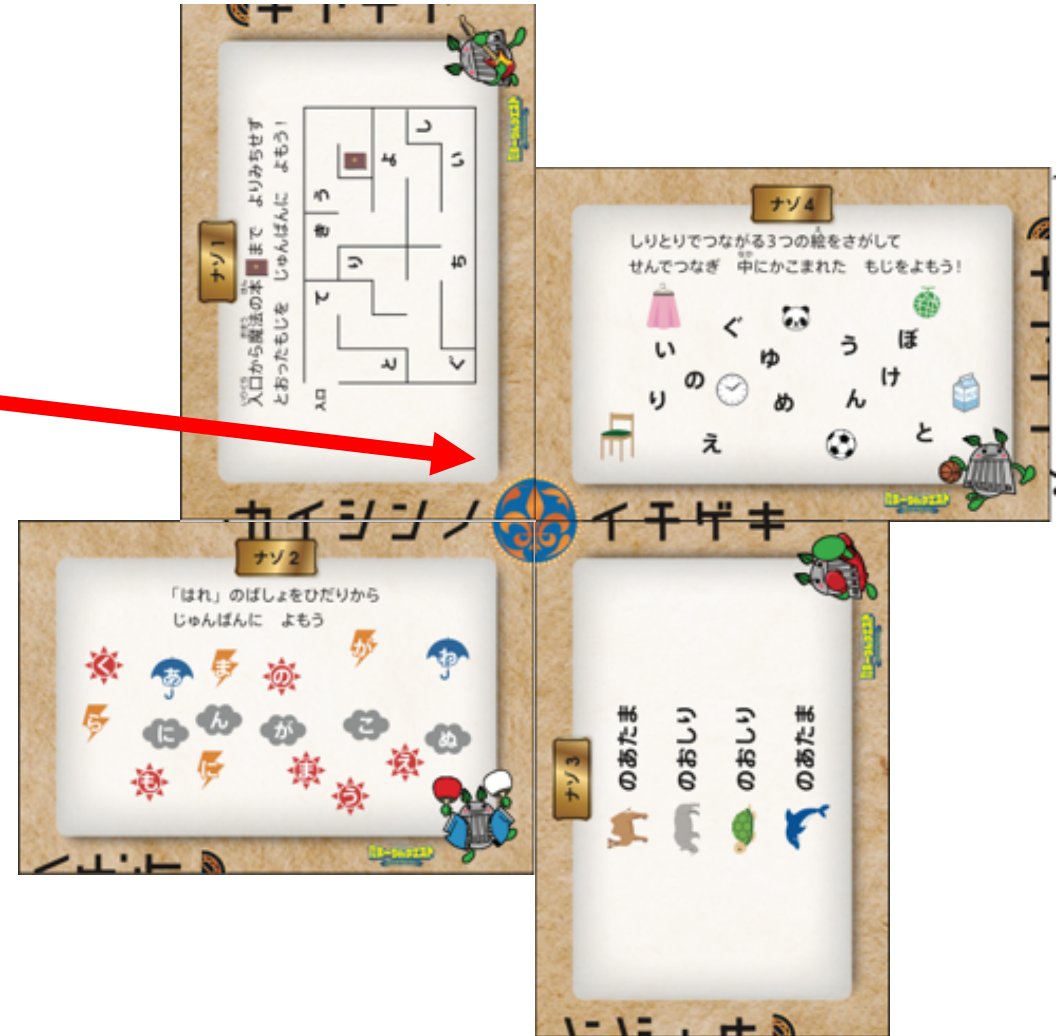 ナゾ1
入口から魔法の本 まで よりみちせず
とおったもじを じゅんばんに よもう!
う よ し
き い
て り ち
入口 と ぐ
ナゾ4
しりとりでつながる3つの絵をさがして
せんでつなぎ 中にかこまれた もじをよもう!
ぐ
い ゆ う ぼ
の け
り め ん
え と
カイシンノ イチゲキ
ナゾ2
「はれ」のばしょをひだりから
じゅんばんに よもう
く あ ま の が ね
ら に ん が こ ぬ
も に ま う え
ナゾ3
のあたま
のおしり
のおしり
のあたま